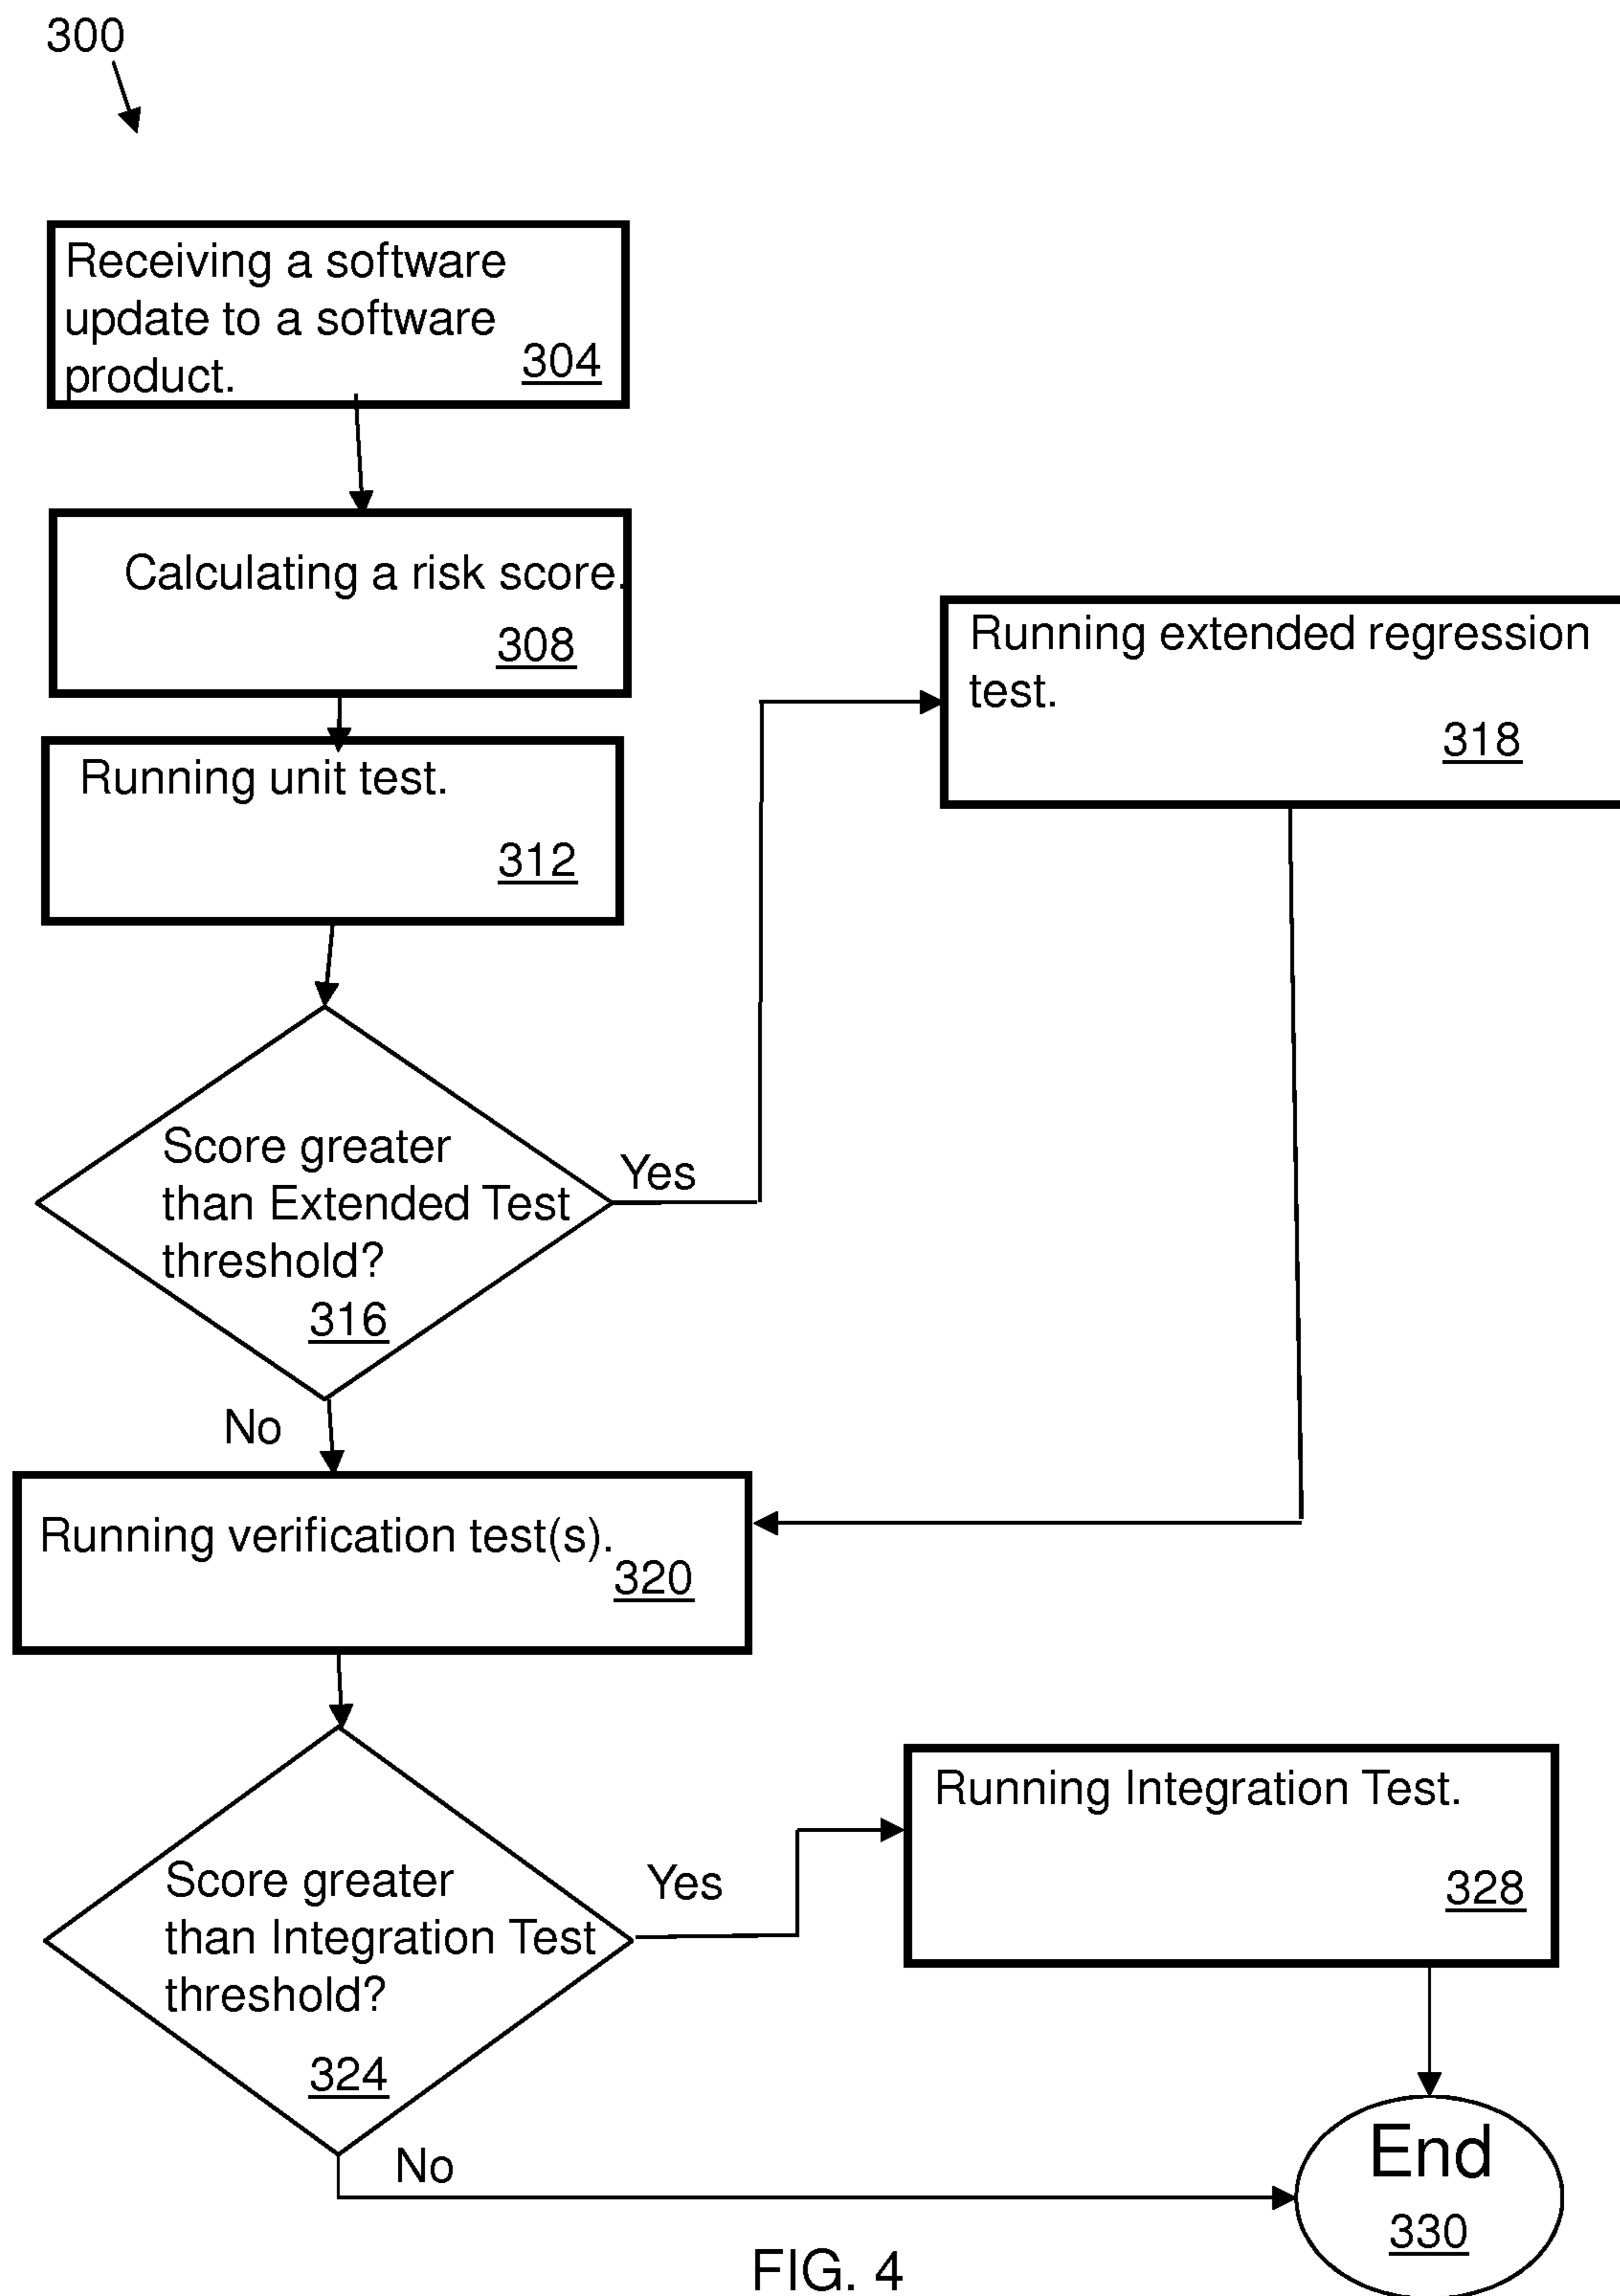 300
Receiving a software
update to a software
product.
304
Calculating a risk score.
308
Running unit test.
312
Running extended regression
test.
318
Score greater
than Extended Test
threshold?
316
Yes
No
Running verification test(s).
320
Score greater
than Integration Test
threshold?
324
Yes
Running Integration Test.
328
No
End
330
FIG. 4